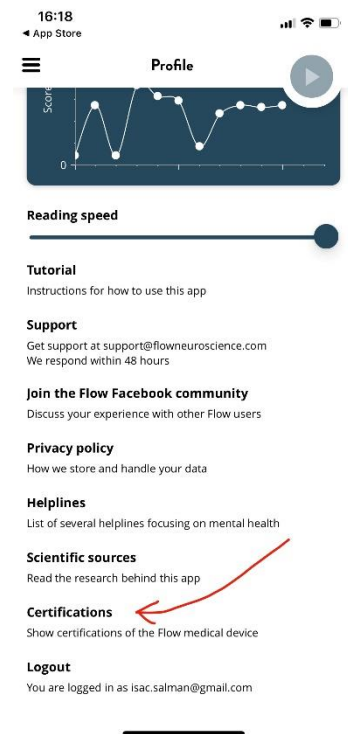 16:18
◀ App Store
Profile
Score
0
Reading speed
Tutorial
Instructions for how to use this app
Support
Get support at support@flowneuroscience.com
We respond within 48 hours
Join the Flow Facebook community
Discuss your experience with other Flow users
Privacy policy
How we store and handle your data
Helplines
List of several helplines focusing on mental health
Scientific sources
Read the research behind this app
Certifications
Show certifications of the Flow medical device
Logout
You are logged in as isac.salman@gmail.com